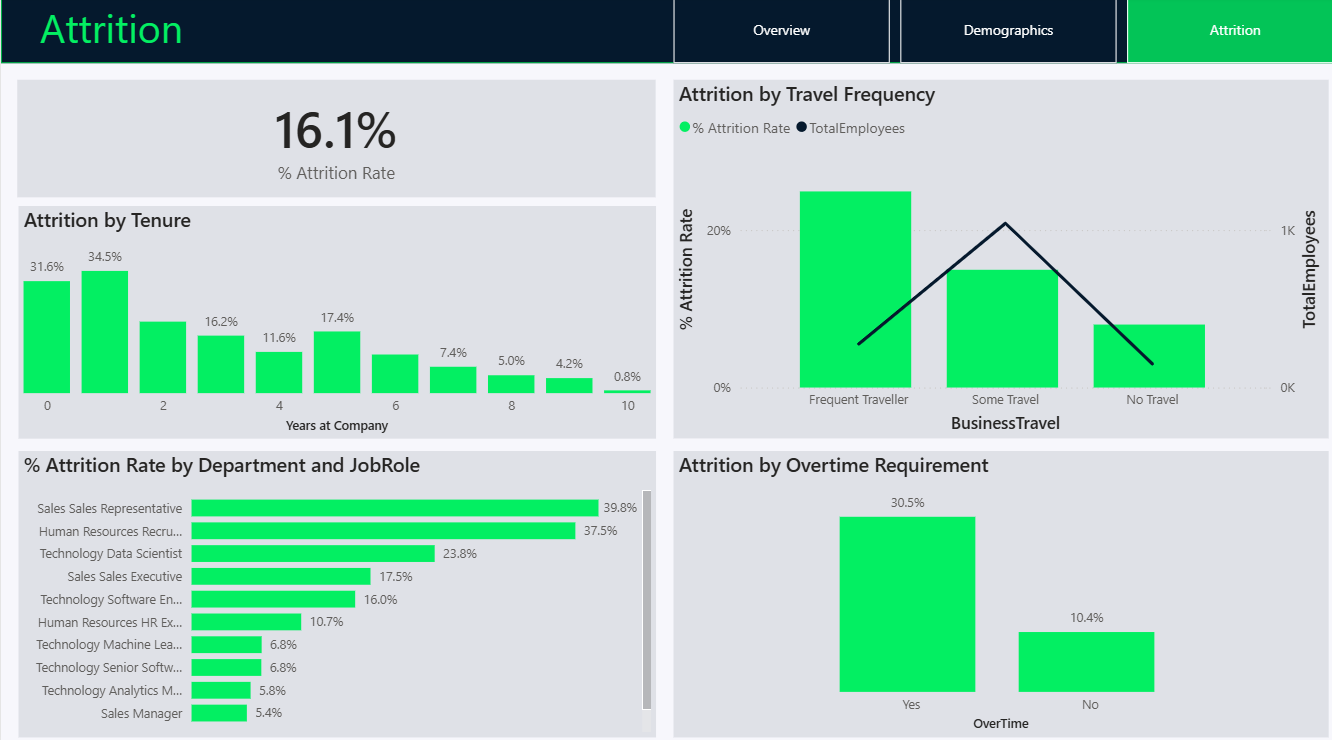 Attrition
Overview
Demographics
Attrition
16.1%
% Attrition Rate
Attrition by Tenure
31.6%
34.5%
16.2%
11.6%
17.4%
7.4%
5.0%
4.2%
0.8%
0
2
4
6
8
10
Years at Company
% Attrition Rate by Department and JobRole
Sales Sales Representative 39.8%
Human Resources Recru... 37.5%
Technology Data Scientist 23.8%
Sales Sales Executive 17.5%
Technology Software En... 16.0%
Human Resources HR Ex... 10.7%
Technology Machine Lea... 6.8%
Technology Senior Softw... 6.8%
Technology Analytics M... 5.8%
Sales Manager 5.4%
Attrition by Travel Frequency
% Attrition Rate TotalEmployees
% Attrition Rate
20%
0%
1K
0K
TotalEmployees
Frequent Traveller
Some Travel
No Travel
BusinessTravel
Attrition by Overtime Requirement
30.5%
10.4%
Yes
No
OverTime